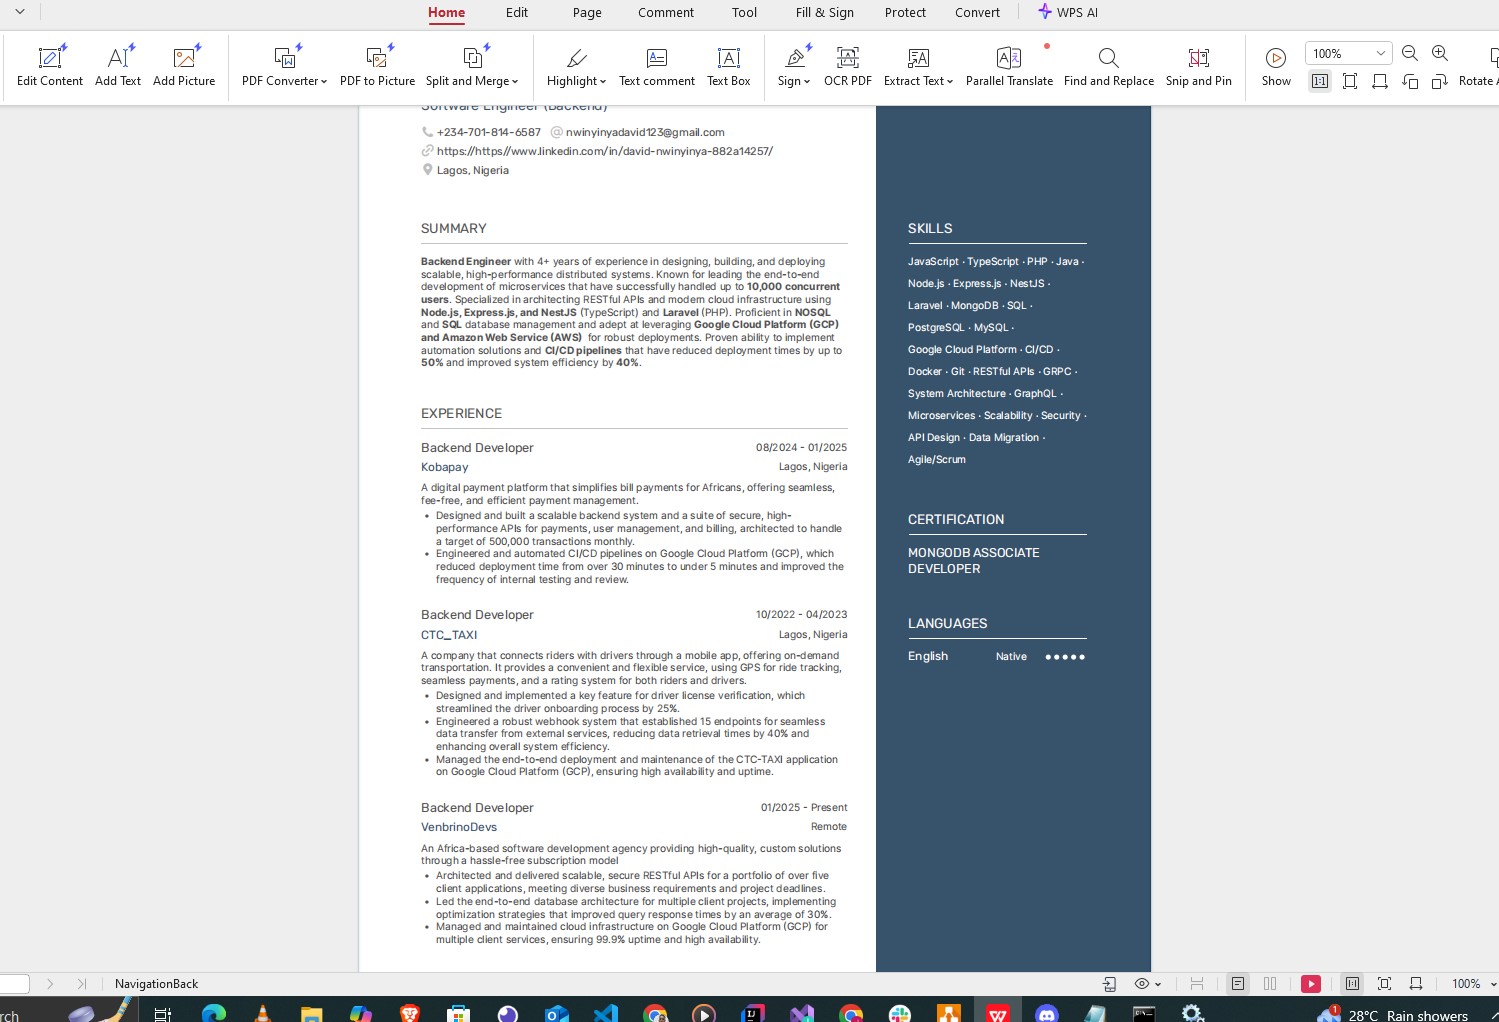 Home Edit Page Comment Tool Fill & Sign Protect Convert WPS AI
Edit Content Add Text Add Picture PDF Converter PDF to Picture Split and Merge Highlight Text comment Text Box Sign OCR PDF Extract Text Parallel Translate Find and Replace Snip and Pin Show 100% 1:1 Rotate
Software Engineer (Backend)
+234-701-814-6587 nwinyinyadavid123@gmail.com
https://https//www.linkedin.com/in/david-nwinyinya-882a14257/
Lagos, Nigeria
SUMMARY
Backend Engineer with 4+ years of experience in designing, building, and deploying
scalable, high-performance distributed systems. Known for leading the end-to-end
development of microservices that have successfully handled up to 10,000 concurrent
users. Specialized in architecting RESTful APIs and modern cloud infrastructure using
Node.js, Express.js, and NestJS (TypeScript) and Laravel (PHP). Proficient in NOSQL
and SQL database management and adept at leveraging Google Cloud Platform (GCP)
and Amazon Web Service (AWS) for robust deployments. Proven ability to implement
automation solutions and CI/CD pipelines that have reduced deployment times by up to
50% and improved system efficiency by 40%.
EXPERIENCE
Backend Developer 08/2024 - 01/2025
Kobapay Lagos, Nigeria
A digital payment platform that simplifies bill payments for Africans, offering seamless,
fee-free, and efficient payment management.
• Designed and built a scalable backend system and a suite of secure, high-
performance APIs for payments, user management, and billing, architected to handle
a target of 500,000 transactions monthly.
• Engineered and automated CI/CD pipelines on Google Cloud Platform (GCP), which
reduced deployment time from over 30 minutes to under 5 minutes and improved the
frequency of internal testing and review.
Backend Developer 10/2022 - 04/2023
CTC_TAXI Lagos, Nigeria
A company that connects riders with drivers through a mobile app, offering on-demand
transportation. It provides a convenient and flexible service, using GPS for ride tracking,
seamless payments, and a rating system for both riders and drivers.
• Designed and implemented a key feature for driver license verification, which
streamlined the driver onboarding process by 25%.
• Engineered a robust webhook system that established 15 endpoints for seamless
data transfer from external services, reducing data retrieval times by 40% and
enhancing overall system efficiency.
• Managed the end-to-end deployment and maintenance of the CTC-TAXI application
on Google Cloud Platform (GCP), ensuring high availability and uptime.
Backend Developer 01/2025 - Present
VenbrinoDevs Remote
An Africa-based software development agency providing high-quality, custom solutions
through a hassle-free subscription model
• Architected and delivered scalable, secure RESTful APIs for a portfolio of over five
client applications, meeting diverse business requirements and project deadlines.
• Led the end-to-end database architecture for multiple client projects, implementing
optimization strategies that improved query response times by an average of 30%.
• Managed and maintained cloud infrastructure on Google Cloud Platform (GCP) for
multiple client services, ensuring 99.9% uptime and high availability.
SKILLS
JavaScript · TypeScript · PHP · Java ·
Node.js · Express.js · NestJS ·
Laravel · MongoDB · SQL ·
PostgreSQL · MySQL ·
Google Cloud Platform · CI/CD ·
Docker · Git · RESTful APIs · GRPC ·
System Architecture · GraphQL ·
Microservices · Scalability · Security ·
API Design · Data Migration ·
Agile/Scrum
CERTIFICATION
MONGODB ASSOCIATE
DEVELOPER
LANGUAGES
English Native
NavigationBack 100%
28°C Rain showers